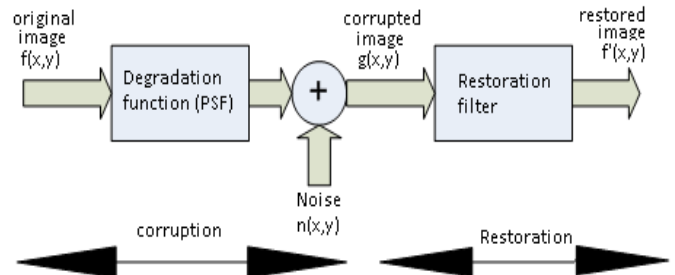 original
image
f(x,y)
Degradation
function (PSF)
+
Noise
n(x,y)
corrupted
image
g(x,y)
Restoration
filter
restored
image
f'(x,y)
corruption
Restoration